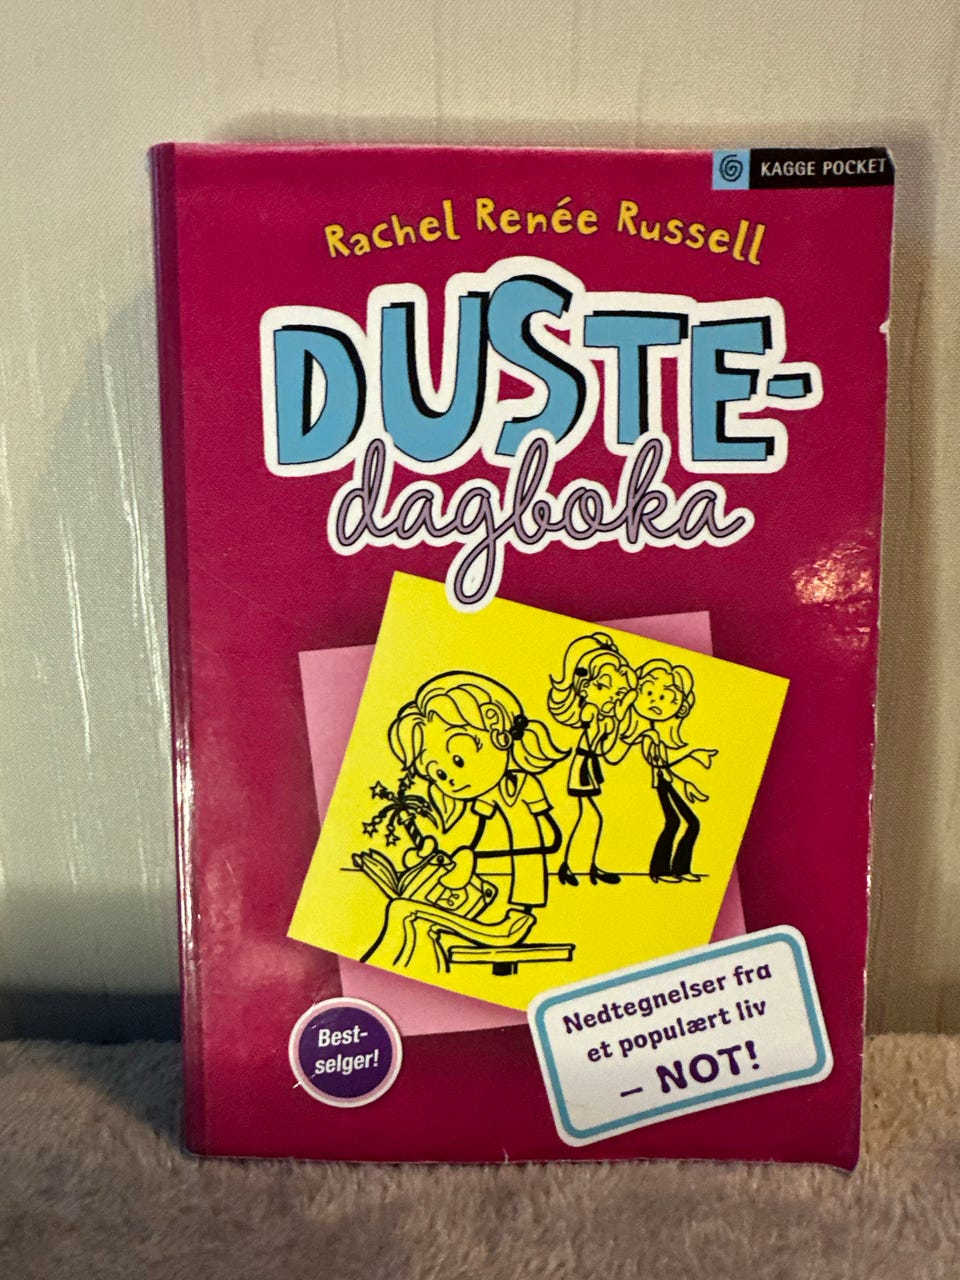 KAGGE POCKET
Rachel Renée Russell
DUSTE-
dagboka
Nedtegnelser fra
et populært liv
– NOT!
Best-
selger!